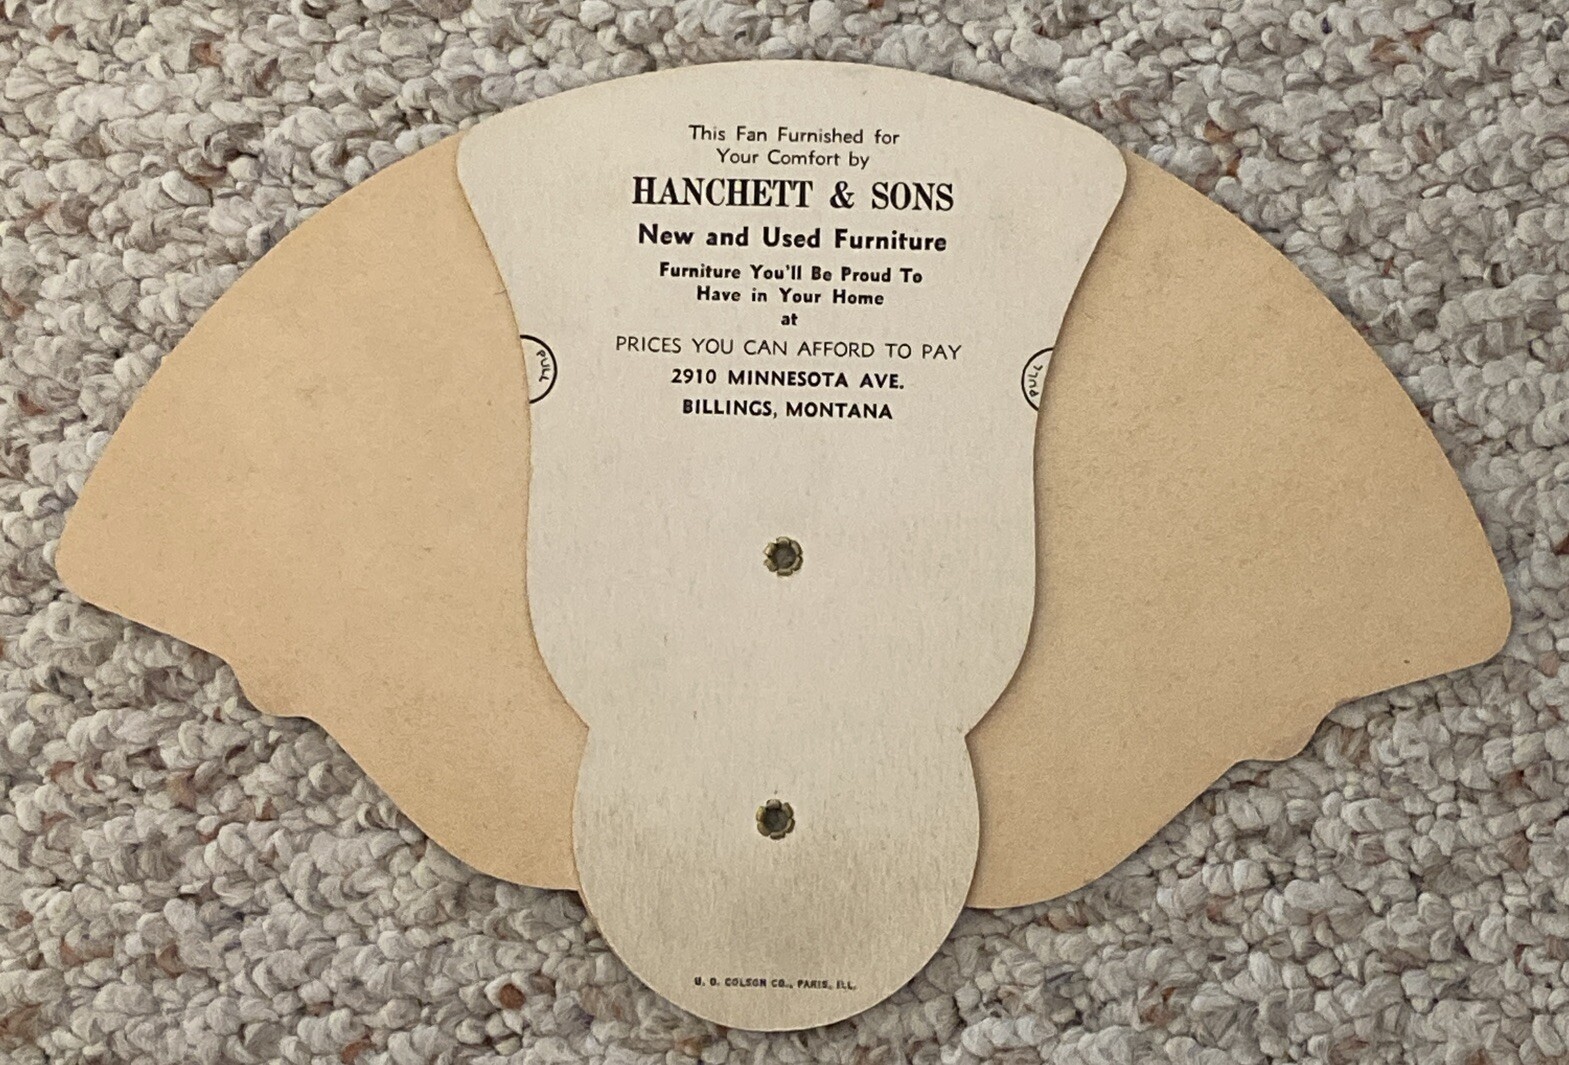 This Fan Furnished for
Your Comfort by
HANCHETT & SONS
New and Used Furniture
Furniture You'll Be Proud To
Have in Your Home
at
PRICES YOU CAN AFFORD TO PAY
PULL
PULL
2910 MINNESOTA AVE.
BILLINGS, MONTANA
U. O. COLSON CO., PARIS, ILL.